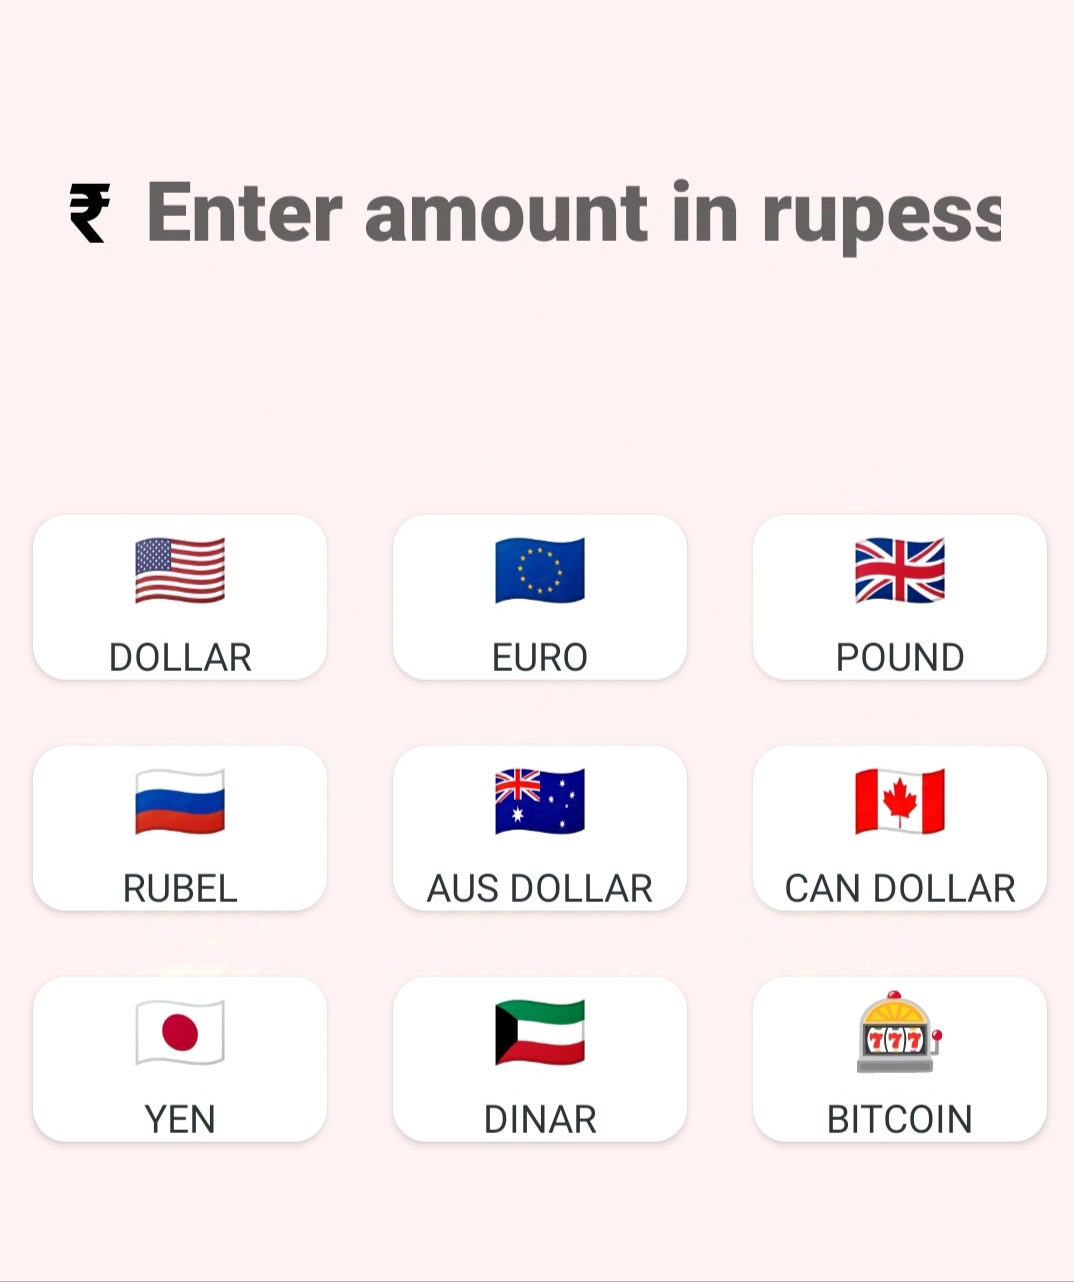 ₹ Enter amount in rupess
DOLLAR
EURO
POUND
RUBEL
AUS DOLLAR
CAN DOLLAR
YEN
DINAR
777
BITCOIN